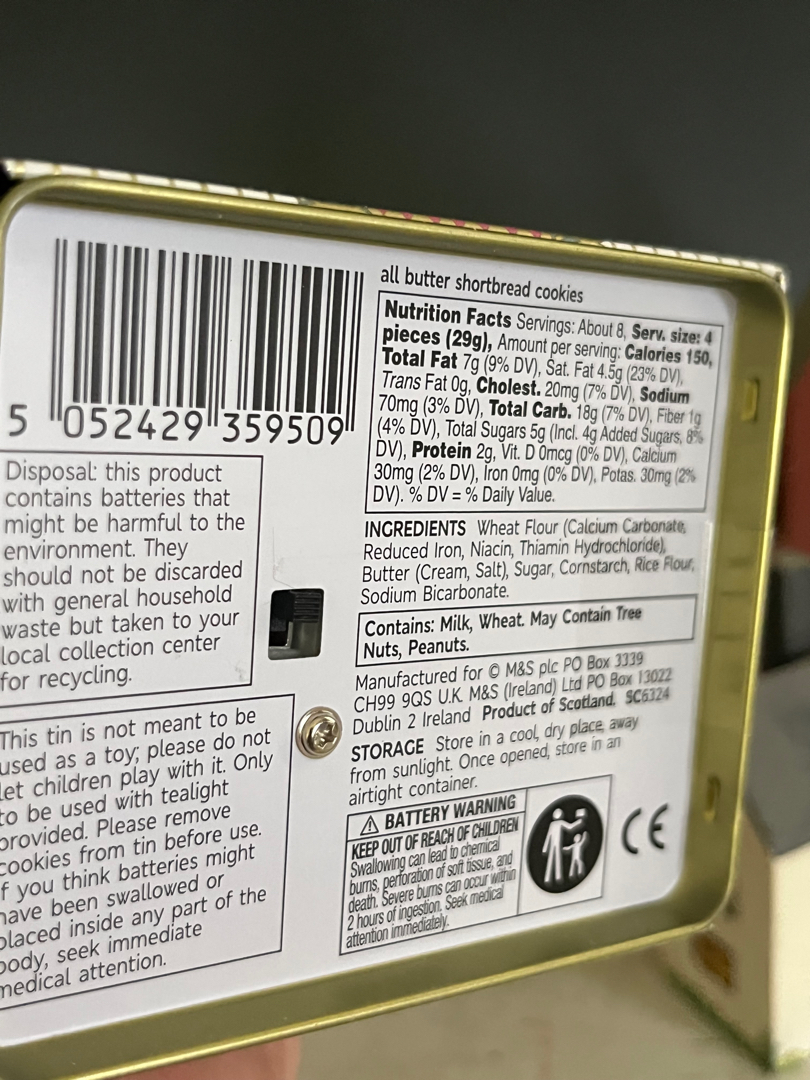 all butter shortbread cookies
Nutrition Facts Servings: About 8, Serv. size: 4
pieces (29g), Amount per serving: Calories 150,
Total Fat 7g (9% DV), Sat. Fat 4.5g (23% DV),
Trans Fat 0g, Cholest. 20mg (7% DV), Sodium
70mg (3% DV), Total Carb. 18g (7% DV), Fiber 1g
(4% DV), Total Sugars 5g (Incl. 4g Added Sugars, 8%
DV), Protein 2g, Vit. D 0mcg (0% DV), Calcium
30mg (2% DV), Iron 0mg (0% DV), Potas. 30mg (2%
DV). % DV = % Daily Value.
INGREDIENTS Wheat Flour (Calcium Carbonate,
Reduced Iron, Niacin, Thiamin Hydrochloride),
Butter (Cream, Salt), Sugar, Cornstarch, Rice Flour,
Sodium Bicarbonate.
Contains: Milk, Wheat. May Contain Tree
Nuts, Peanuts.
Manufactured for © M&S plc PO Box 3339
CH99 9QS U.K. M&S (Ireland) Ltd PO Box 13022
Dublin 2 Ireland Product of Scotland. SC6324
STORAGE Store in a cool, dry place, away
from sunlight. Once opened, store in an
airtight container.
BATTERY WARNING
KEEP OUT OF REACH OF CHILDREN
Swallowing can lead to chemical
burns, perforation of soft tissue, and
death. Severe burns can occur within
2 hours of ingestion. Seek medical
attention immediately.
CE
5 052429 359509
Disposal: this product
contains batteries that
might be harmful to the
environment. They
should not be discarded
with general household
waste but taken to your
local collection center
for recycling.
This tin is not meant to be
used as a toy; please do not
let children play with it. Only
to be used with tealight
provided. Please remove
cookies from tin before use.
If you think batteries might
have been swallowed or
placed inside any part of the
body, seek immediate
medical attention.